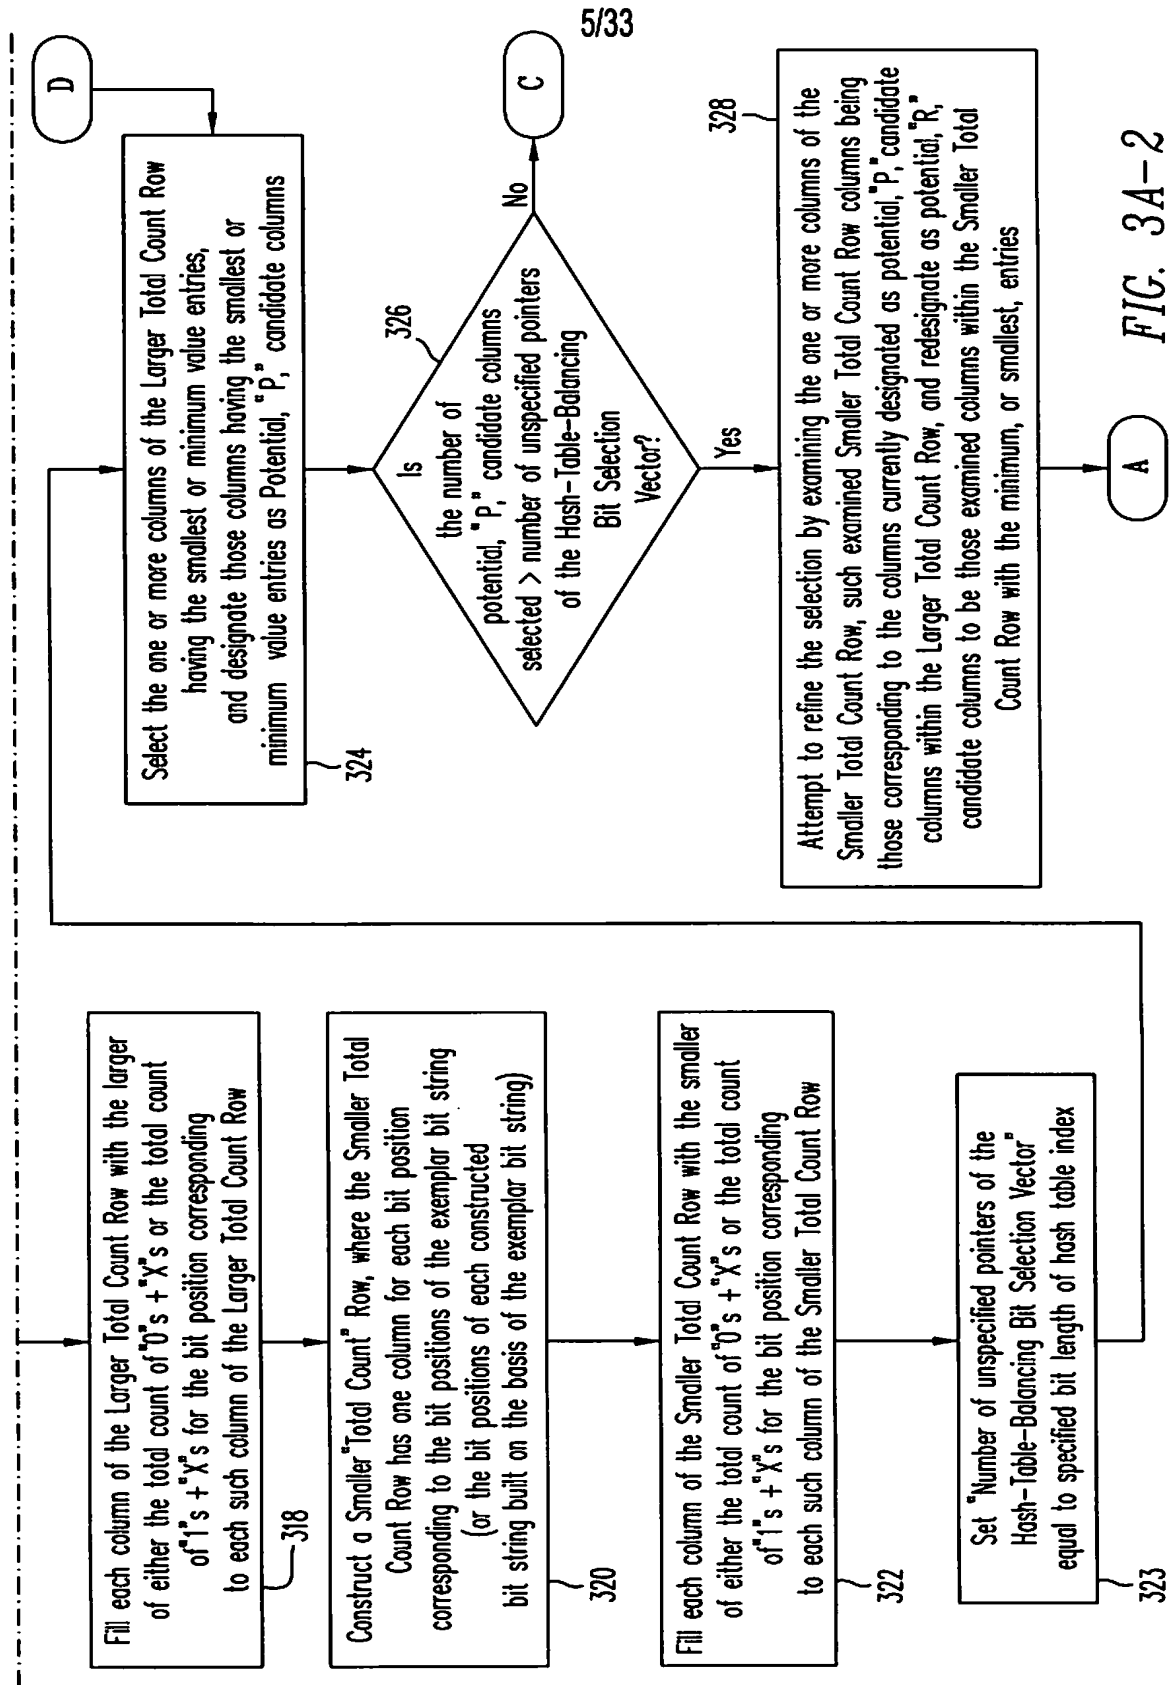 5/33
Fill each column of the Larger Total Count Row with the larger
of either the total count of "0"s + "X"s or the total count
of "1"s + "X"s for the bit position corresponding
to each such column of the Larger Total Count Row
318
Construct a Smaller "Total Count" Row, where the Smaller Total
Count Row has one column for each bit position
corresponding to the bit positions of the exemplar bit string
(or the bit positions of each constructed
bit string built on the basis of the exemplar bit string)
320
Fill each column of the Smaller Total Count Row with the smaller
of either the total count of "0"s + "X"s or the total count
of "1"s + "X"s for the bit position corresponding
to each such column of the Smaller Total Count Row
322
Set "Number of unspecified pointers of the
Hash-Table-Balancing Bit Selection Vector"
equal to specified bit length of hash table index
323
D
Select the one or more columns of the Larger Total Count Row
having the smallest or minimum value entries,
and designate those columns having the smallest or
minimum value entries as Potential, "P," candidate columns
324
326
Is
the number of
potential, "P," candidate columns
selected > number of unspecified pointers
of the Hash-Table-Balancing
Bit Selection
Vector?
No
C
Yes
328
Attempt to refine the selection by examining the one or more columns of the
Smaller Total Count Row, such examined Smaller Total Count Row columns being
those corresponding to the columns currently designated as potential, "P," candidate
columns within the Larger Total Count Row, and redesignate as potential, "R,"
candidate columns to be those examined columns within the Smaller Total
Count Row with the minimum, or smallest, entries
A
FIG. 3A-2